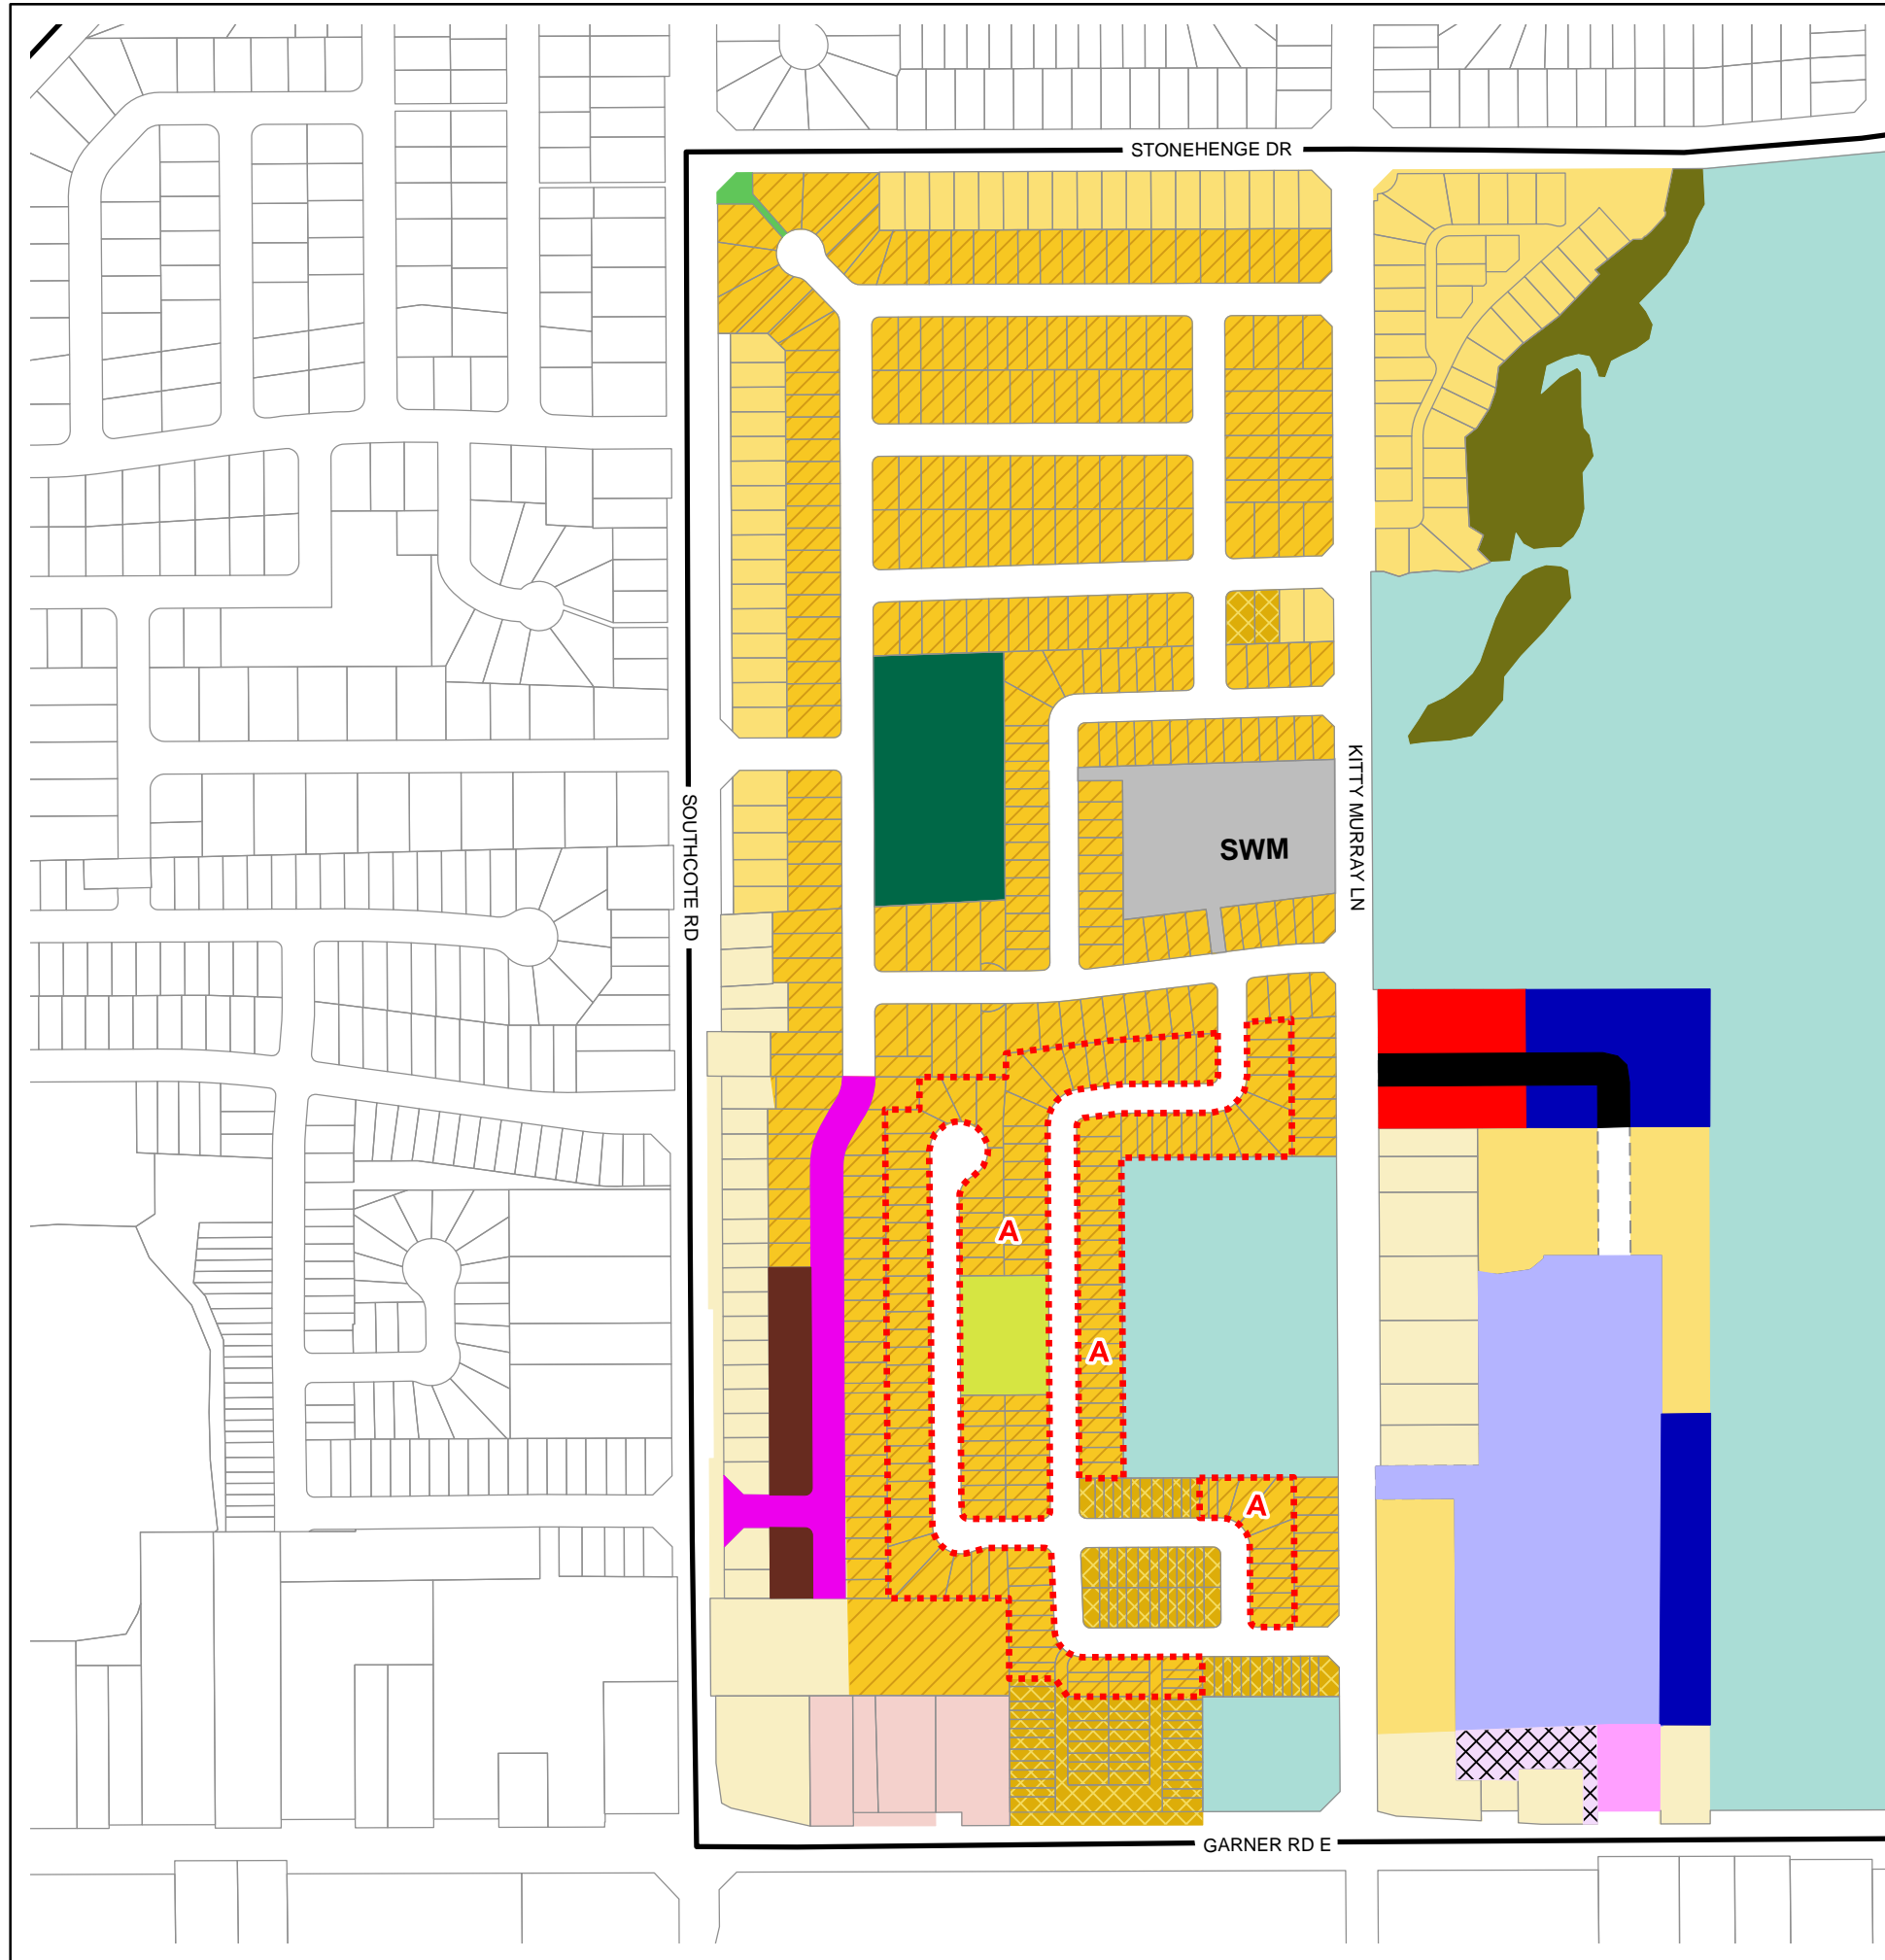 STONEHENGE DR
KITTY MURRAY LN
SOUTHCOTE RD
SWM
A
A
A
GARNER RD E